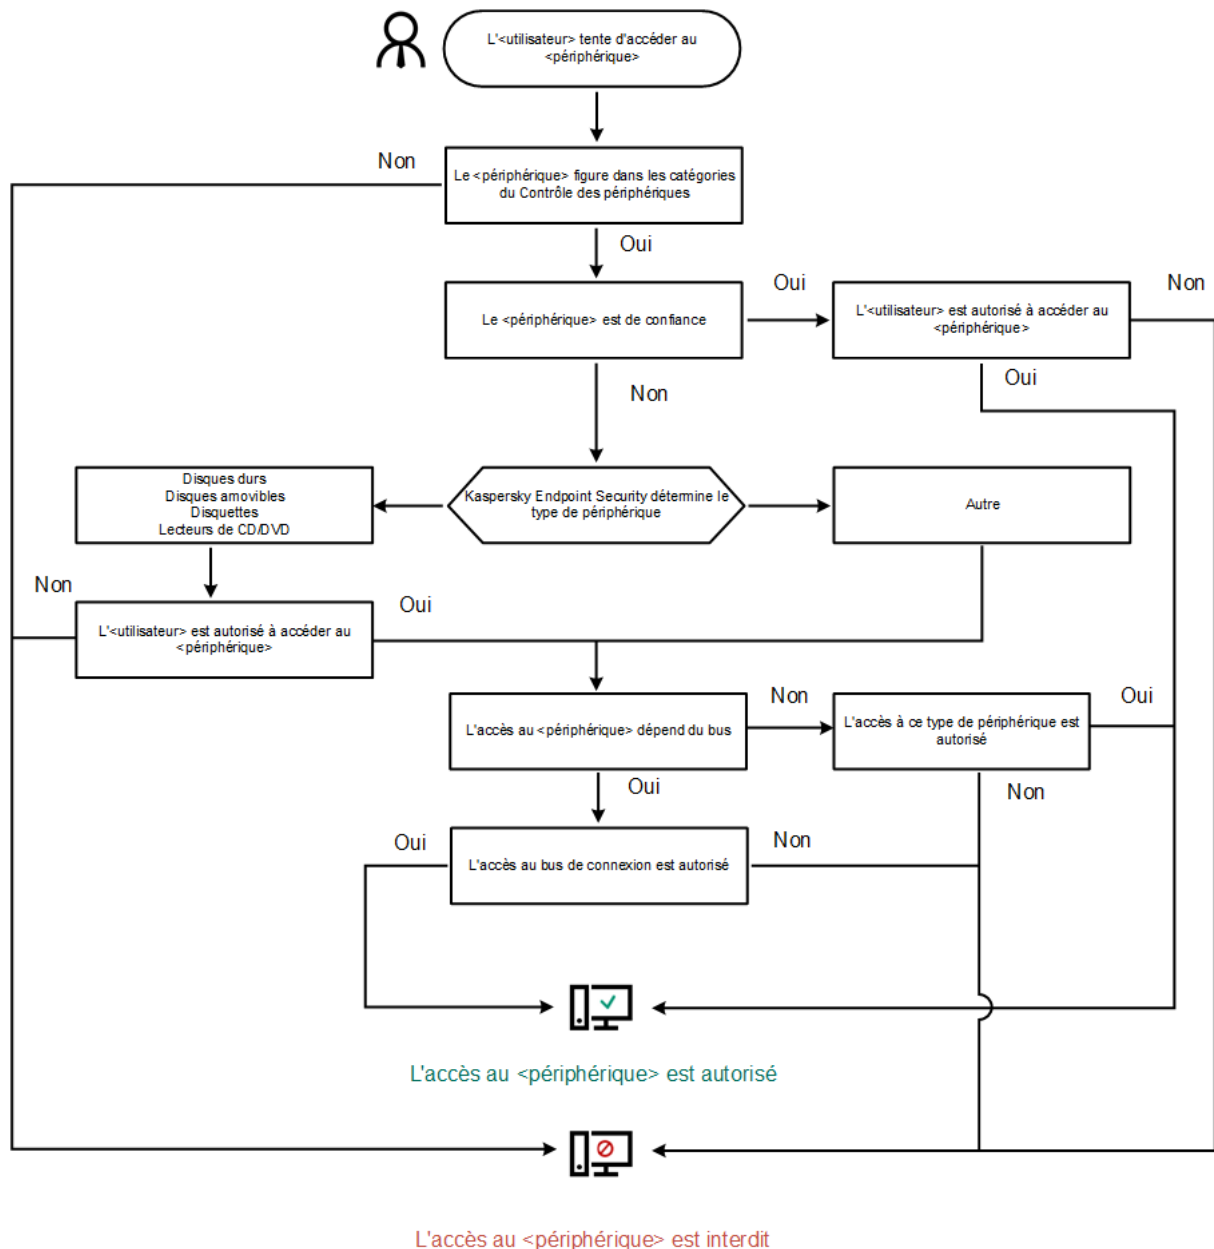 L'<utilisateur> tente d'accéder au
<périphérique>
Non
Le <périphérique> figure dans les catégories
du Contrôle des périphériques
Oui
Le <périphérique> est de confiance
Oui
L'<utilisateur> est autorisé à accéder au
<périphérique>
Non
Oui
Non
Disques durs
Disques amovibles
Disquettes
Lecteurs de CD/DVD
Kaspersky Endpoint Security détermine le
type de périphérique
Autre
Non
L'<utilisateur> est autorisé à accéder au
<périphérique>
Oui
L'accès au <périphérique> dépend du bus
Non
L'accès à ce type de périphérique est
autorisé
Oui
Oui
Non
Oui
L'accès au bus de connexion est autorisé
Non
L'accès au <périphérique> est autorisé
L'accès au <périphérique> est interdit